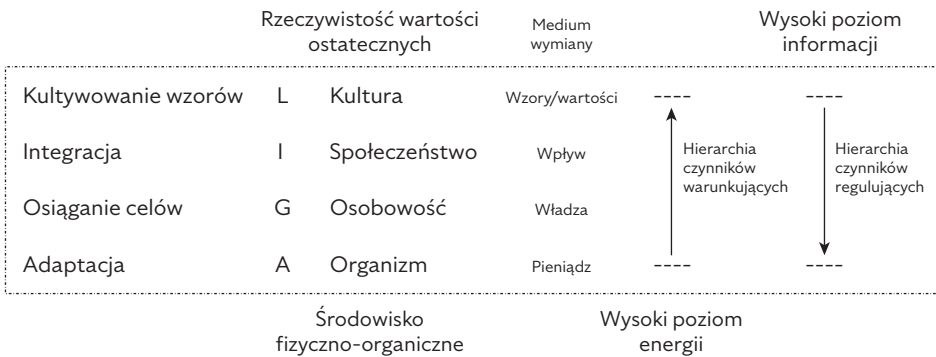 Rzeczywistość wartości
ostatecznych
Medium
wymiany
Wysoki poziom
informacji
Kultywowanie wzorów L Kultura Wzory/wartości ---- ----
Integracja I Społeczeństwo Wpływ
Hierarchia
czynników
warunkujących
Hierarchia
czynników
regulujących
Osiąganie celów G Osobowość Władza
Adaptacja A Organizm Pieniądz ---- ----
Środowisko
fizyczno-organiczne
Wysoki poziom
energii